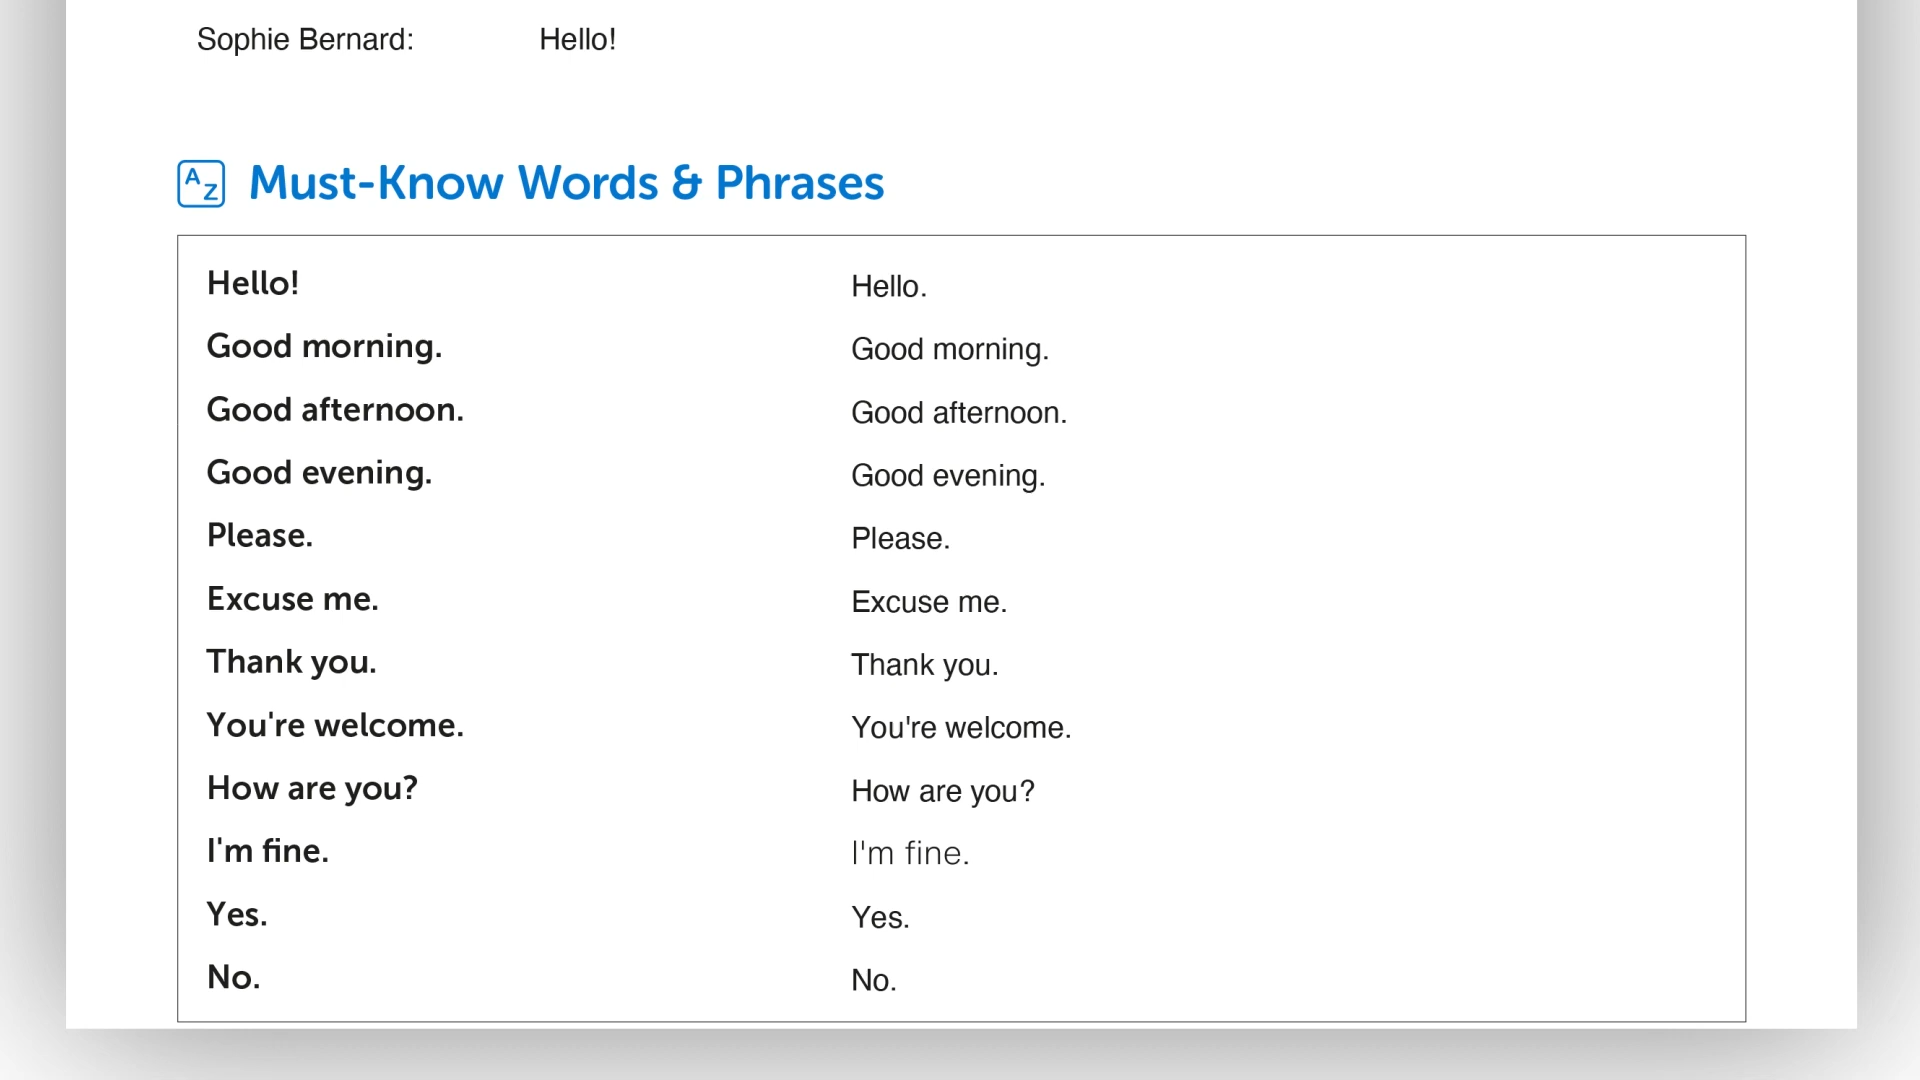 Sophie Bernard: Hello!
AZ Must-Know Words & Phrases
Hello! Hello.
Good morning. Good morning.
Good afternoon. Good afternoon.
Good evening. Good evening.
Please. Please.
Excuse me. Excuse me.
Thank you. Thank you.
You're welcome. You're welcome.
How are you? How are you?
I'm fine. I'm fine.
Yes. Yes.
No. No.